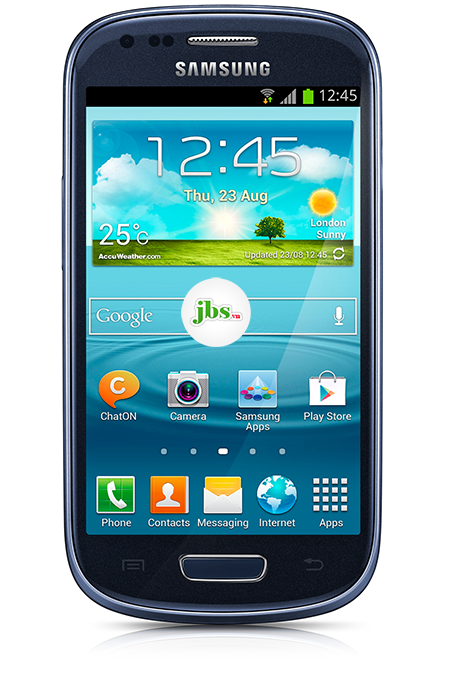 SAMSUNG
12:45
12:45
Thu, 23 Aug
London
Sunny
25°C
AccuWeather.com
Updated 23/08 12:45
Google
jbs.vn
ChatON
Camera
Samsung
Apps
Play Store
Phone
Contacts
Messaging
Internet
Apps